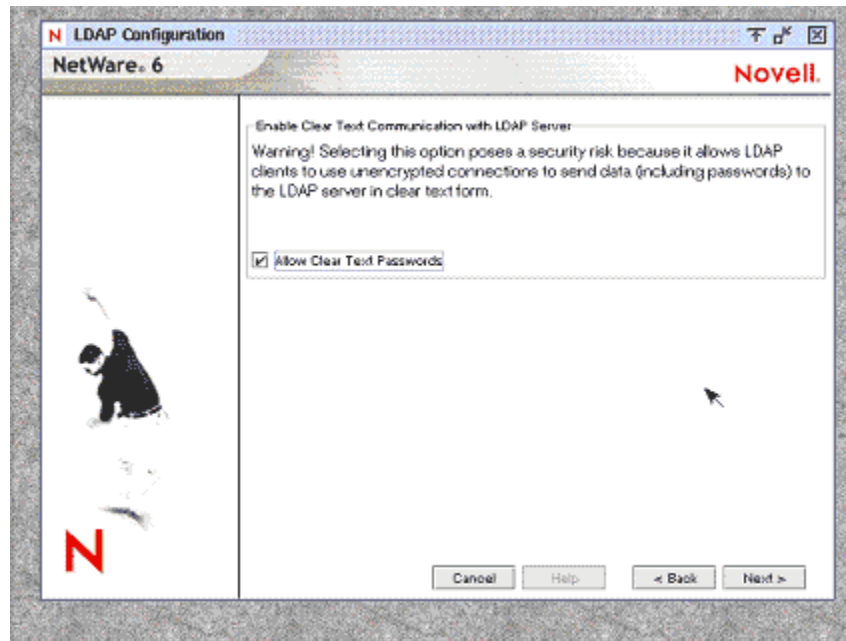 N LDAP Configuration
NetWare. 6
Novell.
Enable Clear Text Communication with LDAP Server
Warning! Selecting this option poses a security risk because it allows LDAP
clients to use unencrypted connections to send data (including passwords) to
the LDAP server in clear text form.
Allow Clear Text Passwords
N
Cancel Help < Back Next >